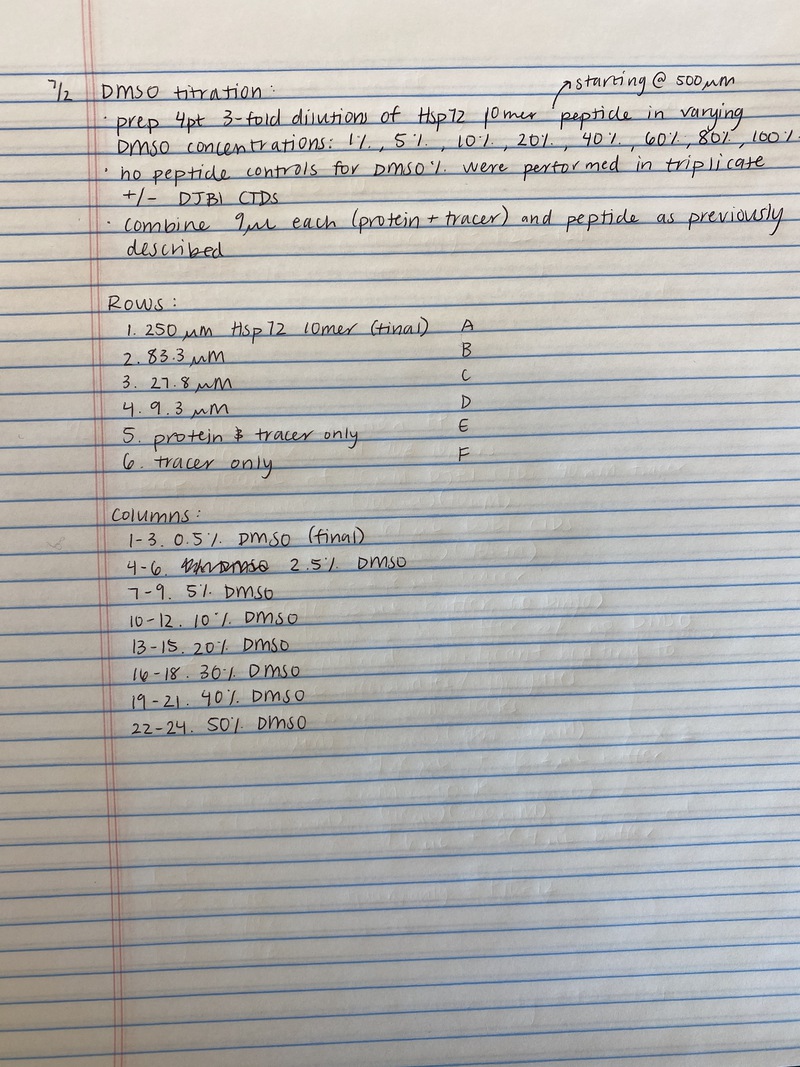 7/2 DMSO titration: ↗starting @ 500 μM
· prep 4pt 3-fold dilutions of Hsp72 10mer peptide in varying
DMSO concentrations: 1%, 5%, 10%, 20%, 40%, 60%, 80%, 100%
· no peptide controls for DMSO % were performed in triplicate
+/- DJB1 CTDs
· combine 9μL each (protein + tracer) and peptide as previously
described
Rows:
1. 250 μM Hsp72 10mer (final) A
2. 83.3 μM B
3. 27.8 μM C
4. 9.3 μM D
5. protein & tracer only E
6. tracer only F
Columns:
1-3. 0.5% DMSO (final)
4-6. 2.5% DMSO
7-9. 5% DMSO
10-12. 10% DMSO
13-15. 20% DMSO
16-18. 30% DMSO
19-21. 40% DMSO
22-24. 50% DMSO